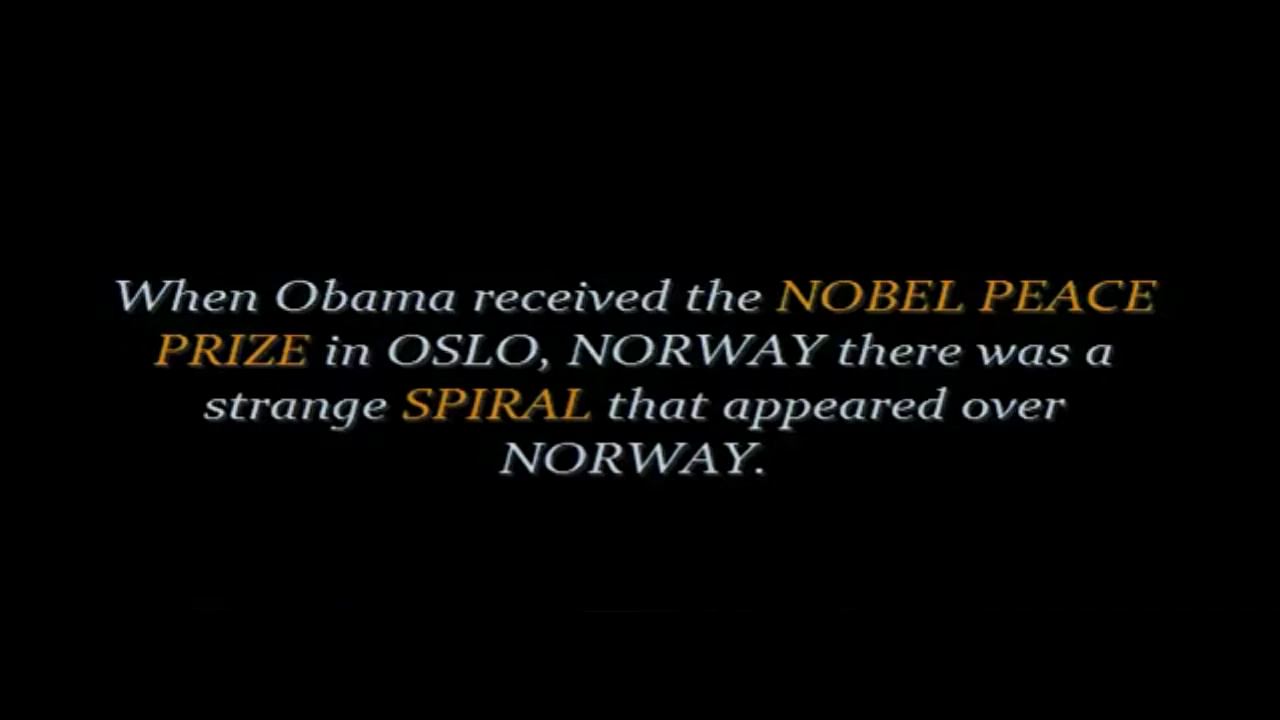 When Obama received the NOBEL PEACE
PRIZE in OSLO, NORWAY there was a
strange SPIRAL that appeared over
NORWAY.